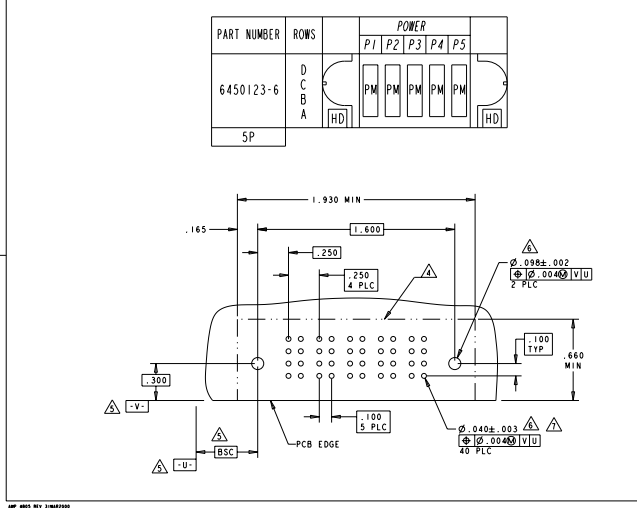 PART NUMBER ROWS POWER
P1 P2 P3 P4 P5
6450123-6 D C B A HD PM PM PM PM PM HD
5P
1.930 MIN
.165 1.600
.250
.250
4 PLC
4
6
Ø.098±.002
⌖ Ø.004Ⓜ V U
2 PLC
.100
TYP
.660
MIN
.300
5 -V-
.100
5 PLC
PCB EDGE
5
BSC
5 -U-
Ø.040±.003 6 7
⌖ Ø.004Ⓜ V U
40 PLC
AMP 4805 REV 31MAR2000